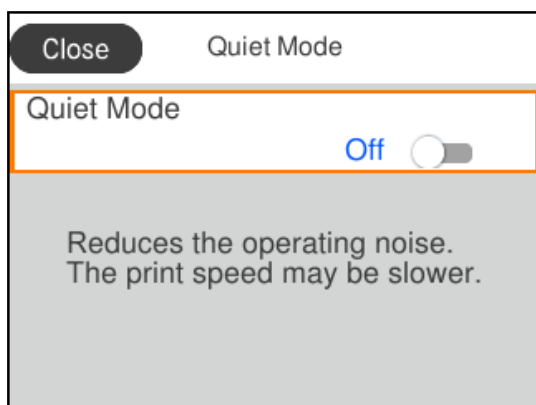 Close
Quiet Mode
Quiet Mode
Off
Reduces the operating noise.
The print speed may be slower.